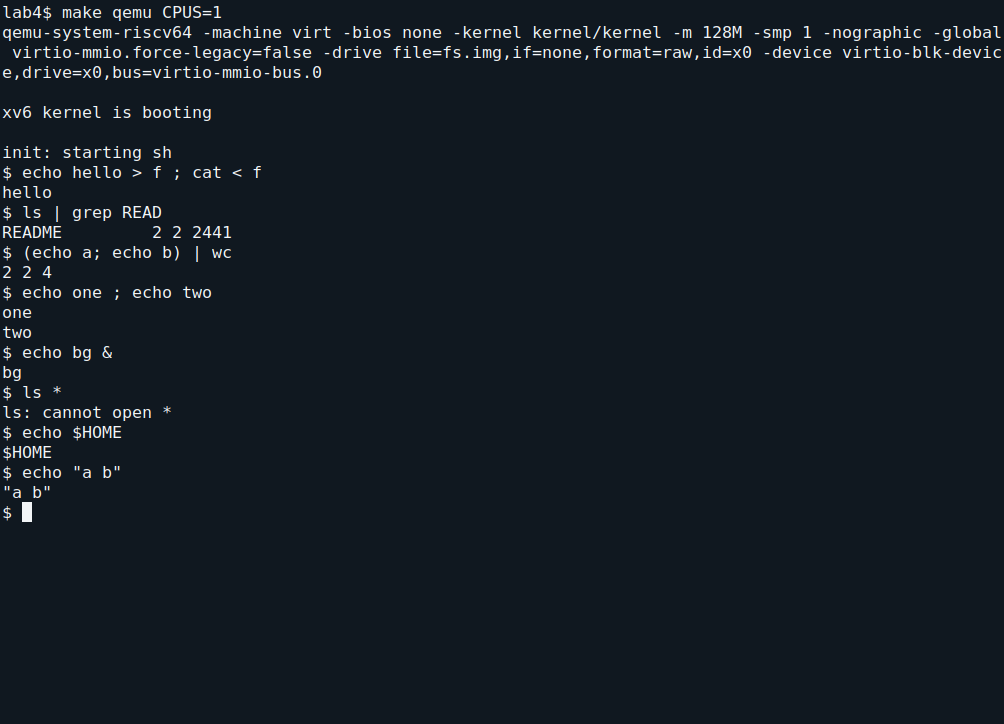 lab4$ make qemu CPUS=1
qemu-system-riscv64 -machine virt -bios none -kernel kernel/kernel -m 128M -smp 1 -nographic -global
 virtio-mmio.force-legacy=false -drive file=fs.img,if=none,format=raw,id=x0 -device virtio-blk-devic
e,drive=x0,bus=virtio-mmio-bus.0

xv6 kernel is booting

init: starting sh
$ echo hello > f ; cat < f
hello
$ ls | grep READ
README         2 2 2441
$ (echo a; echo b) | wc
2 2 4
$ echo one ; echo two
one
two
$ echo bg &
bg
$ ls *
ls: cannot open *
$ echo $HOME
$HOME
$ echo "a b"
"a b"
$